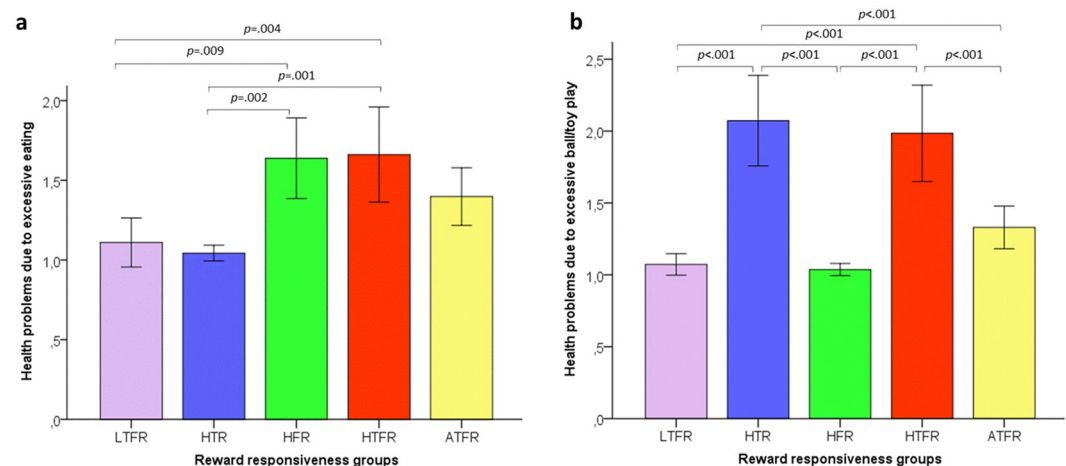 a
p=.004
p=.009
p=.001
p=.002
Health problems due to excessive eating
2,0
1,5
1,0
,5
,0
LTFR HTR HFR HTFR ATFR
Reward responsiveness groups
b
p<.001
p<.001
p<.001 p<.001 p<.001 p<.001
Health problems due to excessive ball/toy play
2,5
2,0
1,5
1,0
,5
,0
LTFR HTR HFR HTFR ATFR
Reward responsiveness groups